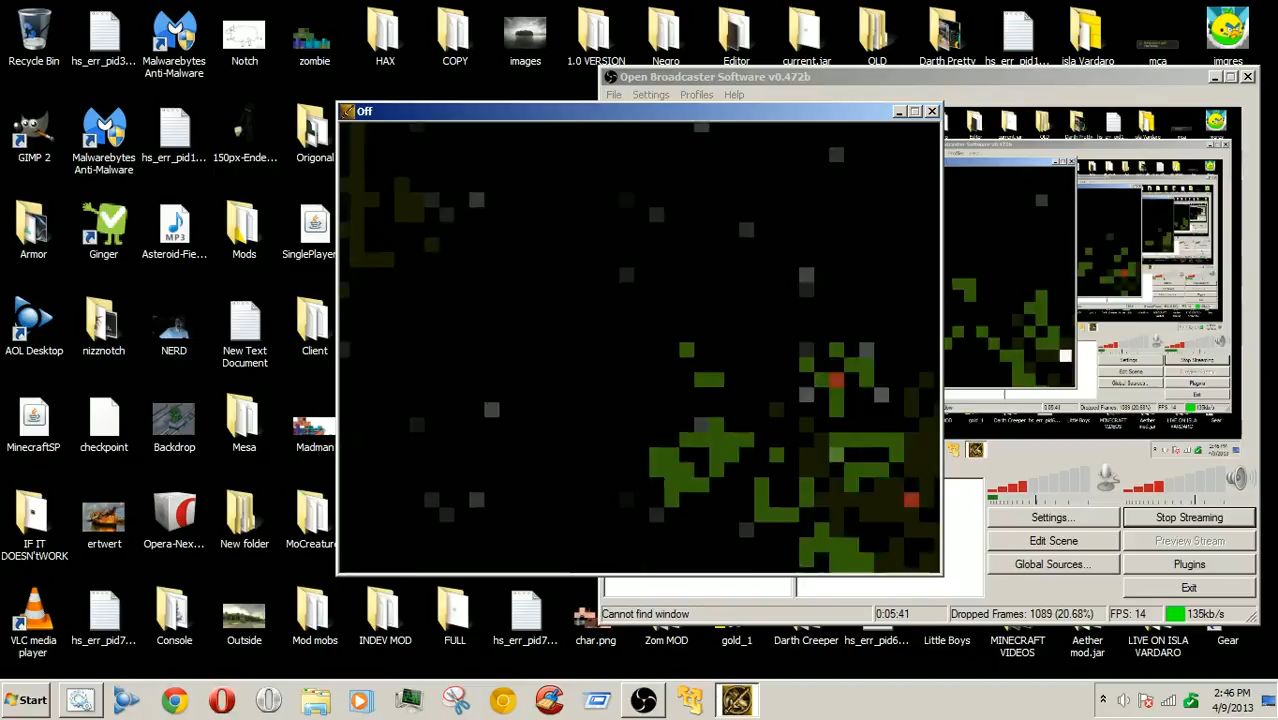 Recycle Bin
hs_err_pid3...
Malwarebytes
Anti-Malware
Notch
zombie
HAX
COPY
images
1.0 VERSION
Negro
Editor
current.jar
OLD
Darth Pretty
hs_err_pid1...
isla Vardaro
mca
imgres
Open Broadcaster Software v0.472b
File Settings Profiles Help
Off
GIMP 2
Malwarebytes
Anti-Malware
hs_err_pid1...
150px-Ende...
Armor
Ginger
Asteroid-Fie...
Mods
SinglePlayer
AOL Desktop
nizznotch
NERD
New Text
Document
Client
MinecraftSP
checkpoint
Backdrop
Mesa
Madman
IF IT
DOESN'tWORK
ertwert
Opera-Nex...
New folder
MoCreature
Settings...
Stop Streaming
Edit Scene
Preview Stream
Global Sources...
Plugins
Exit
Cannot find window
0:05:41
Dropped Frames: 1089 (20.68%)
FPS: 14
135kb/s
VLC media
player
hs_err_pid7...
Console
Outside
Mod mobs
INDEV MOD
FULL
hs_err_pid7...
char.png
Zom MOD
gold_1
Darth Creeper
hs_err_pid6...
Little Boys
MINECRAFT
VIDEOS
Aether
mod.jar
LIVE ON ISLA
VARDARO
Gear
Start
2:46 PM
4/9/2013